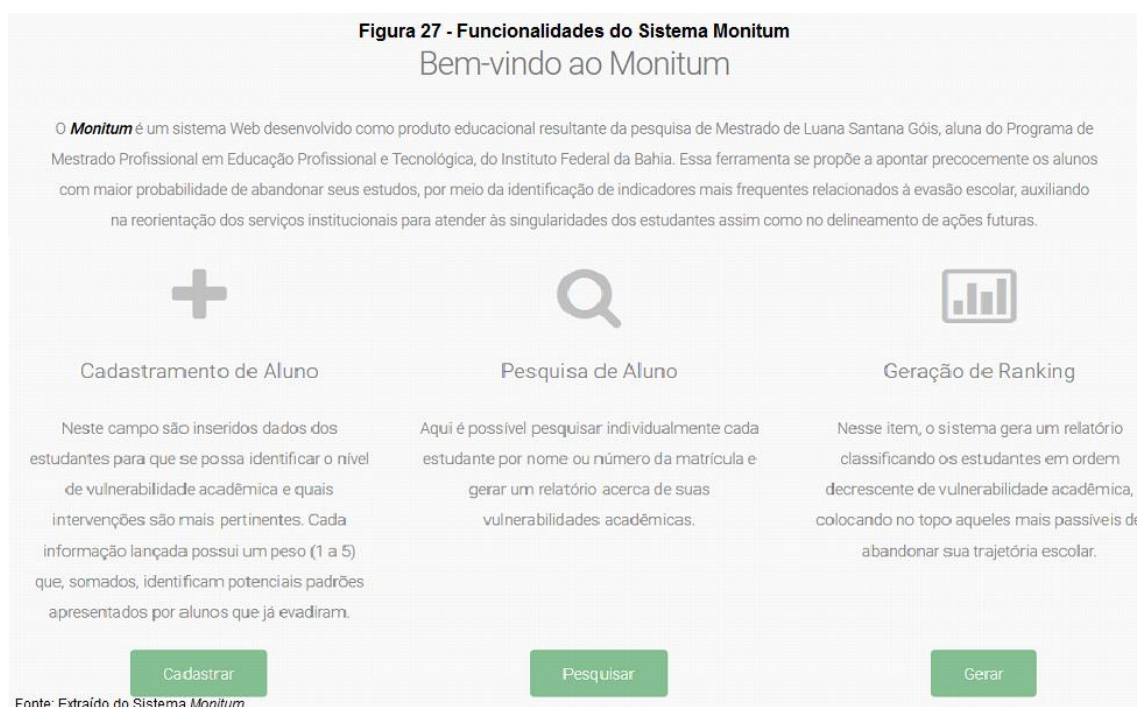 Figura 27 - Funcionalidades do Sistema Monitum
Bem-vindo ao Monitum
O Monitum é um sistema Web desenvolvido como produto educacional resultante da pesquisa de Mestrado de Luana Santana Góis, aluna do Programa de
Mestrado Profissional em Educação Profissional e Tecnológica, do Instituto Federal da Bahia. Essa ferramenta se propõe a apontar precocemente os alunos
com maior probabilidade de abandonar seus estudos, por meio da identificação de indicadores mais frequentes relacionados à evasão escolar, auxiliando
na reorientação dos serviços institucionais para atender às singularidades dos estudantes assim como no delineamento de ações futuras.
Cadastramento de Aluno
Neste campo são inseridos dados dos
estudantes para que se possa identificar o nível
de vulnerabilidade acadêmica e quais
intervenções são mais pertinentes. Cada
informação lançada possui um peso (1 a 5)
que, somados, identificam potenciais padrões
apresentados por alunos que já evadiram.
Cadastrar
Pesquisa de Aluno
Aqui é possível pesquisar individualmente cada
estudante por nome ou número da matrícula e
gerar um relatório acerca de suas
vulnerabilidades acadêmicas.
Pesquisar
Geração de Ranking
Nesse item, o sistema gera um relatório
classificando os estudantes em ordem
decrescente de vulnerabilidade acadêmica,
colocando no topo aqueles mais passíveis de
abandonar sua trajetória escolar.
Gerar
Fonte: Extraído do Sistema Monitum